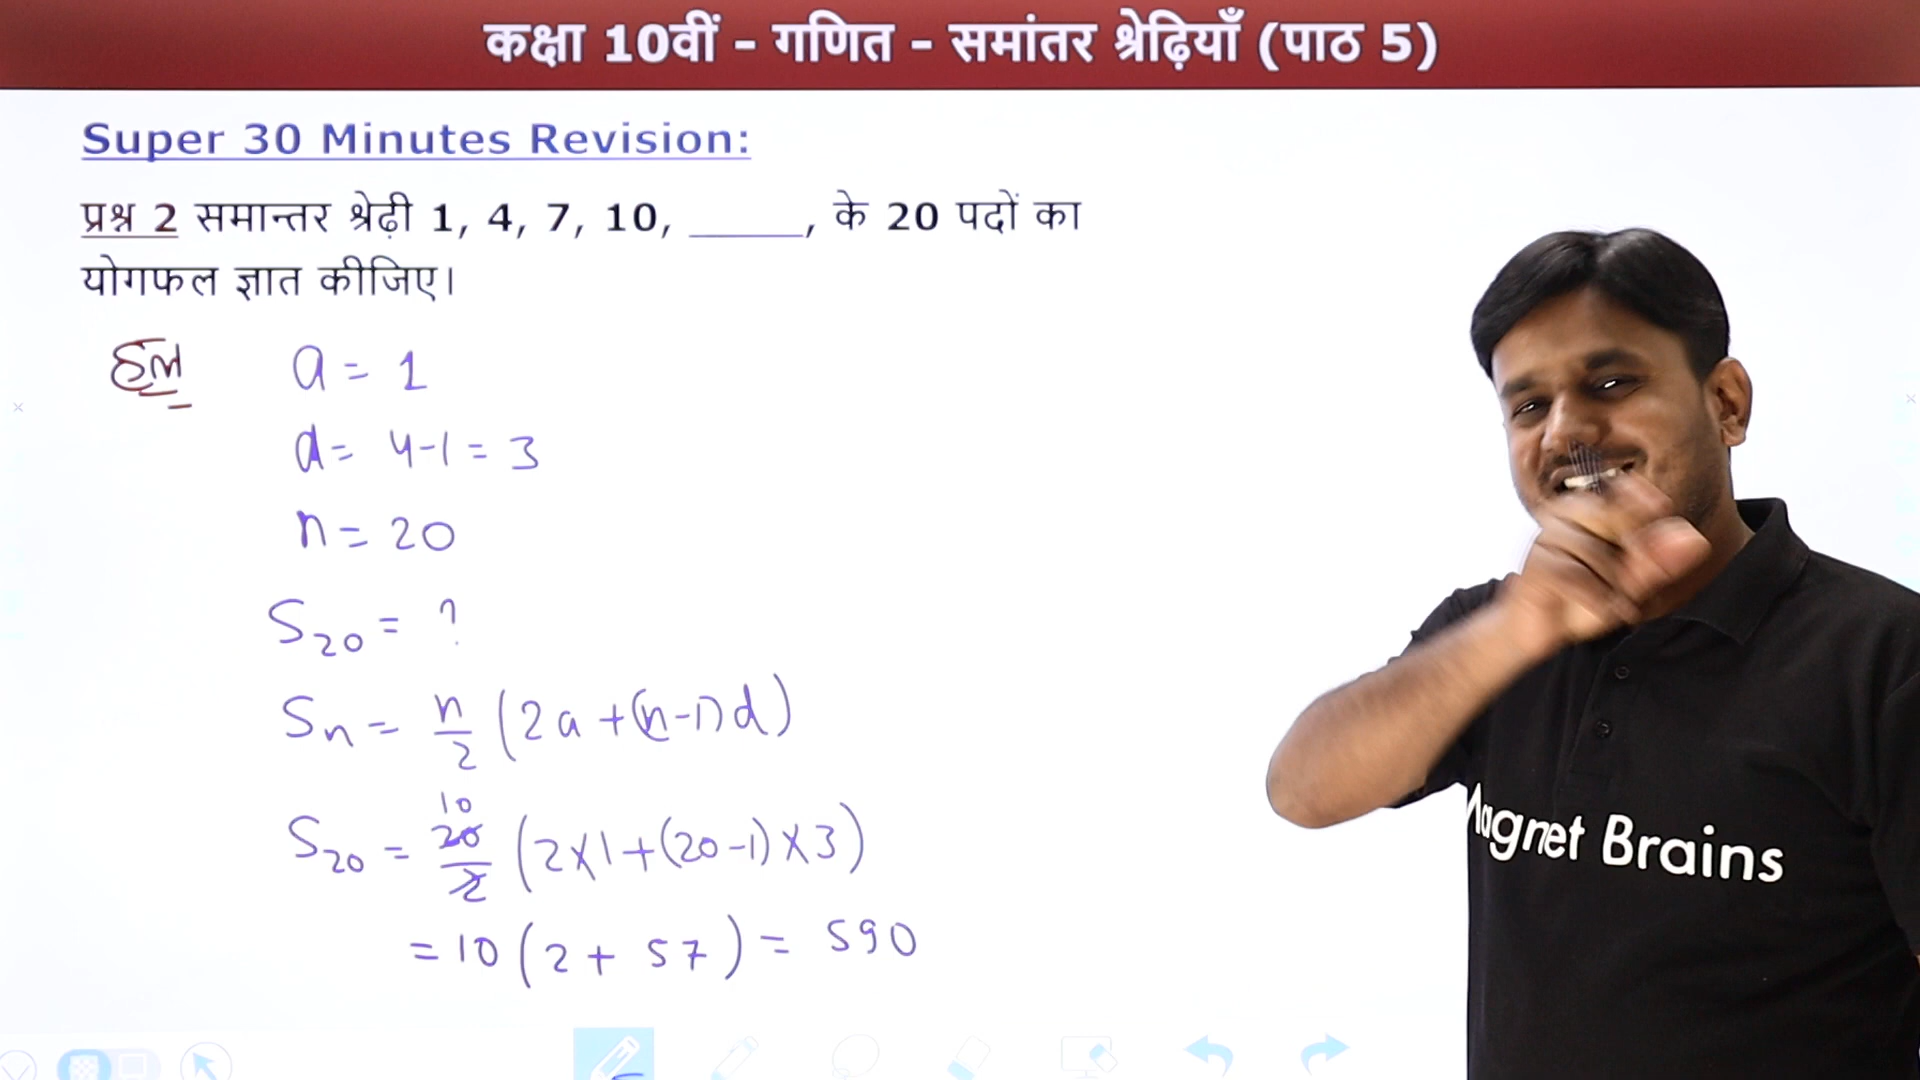 कक्षा 10वीं - गणित - समांतर श्रेढ़ियाँ (पाठ 5)
Super 30 Minutes Revision:
प्रश्न 2 समान्तर श्रेढ़ी 1, 4, 7, 10, _____, के 20 पदों का
योगफल ज्ञात कीजिए।
हल a = 1
d = 4-1 = 3
n = 20
S₂₀ = ?
Sₙ = n/2 (2a+(n-1)d)
10
S₂₀ = 20/2 (2×1+(20-1)×3)
= 10 (2 + 57) = 590
Magnet Brains